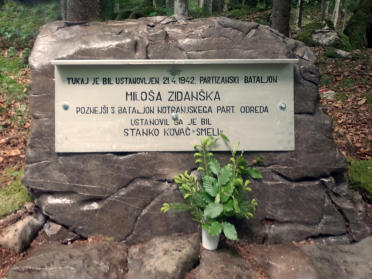 TUKAJ JE BIL USTANOVLJEN 21.4.1942. PARTIZANSKI BATALJON
MILOŠA ZIDANŠKA
POZNEJŠI 3. BATALJON NOTRANJSKEGA PART. ODREDA
USTANOVIL GA JE BIL
STANKO KOVAČ-SMELI-